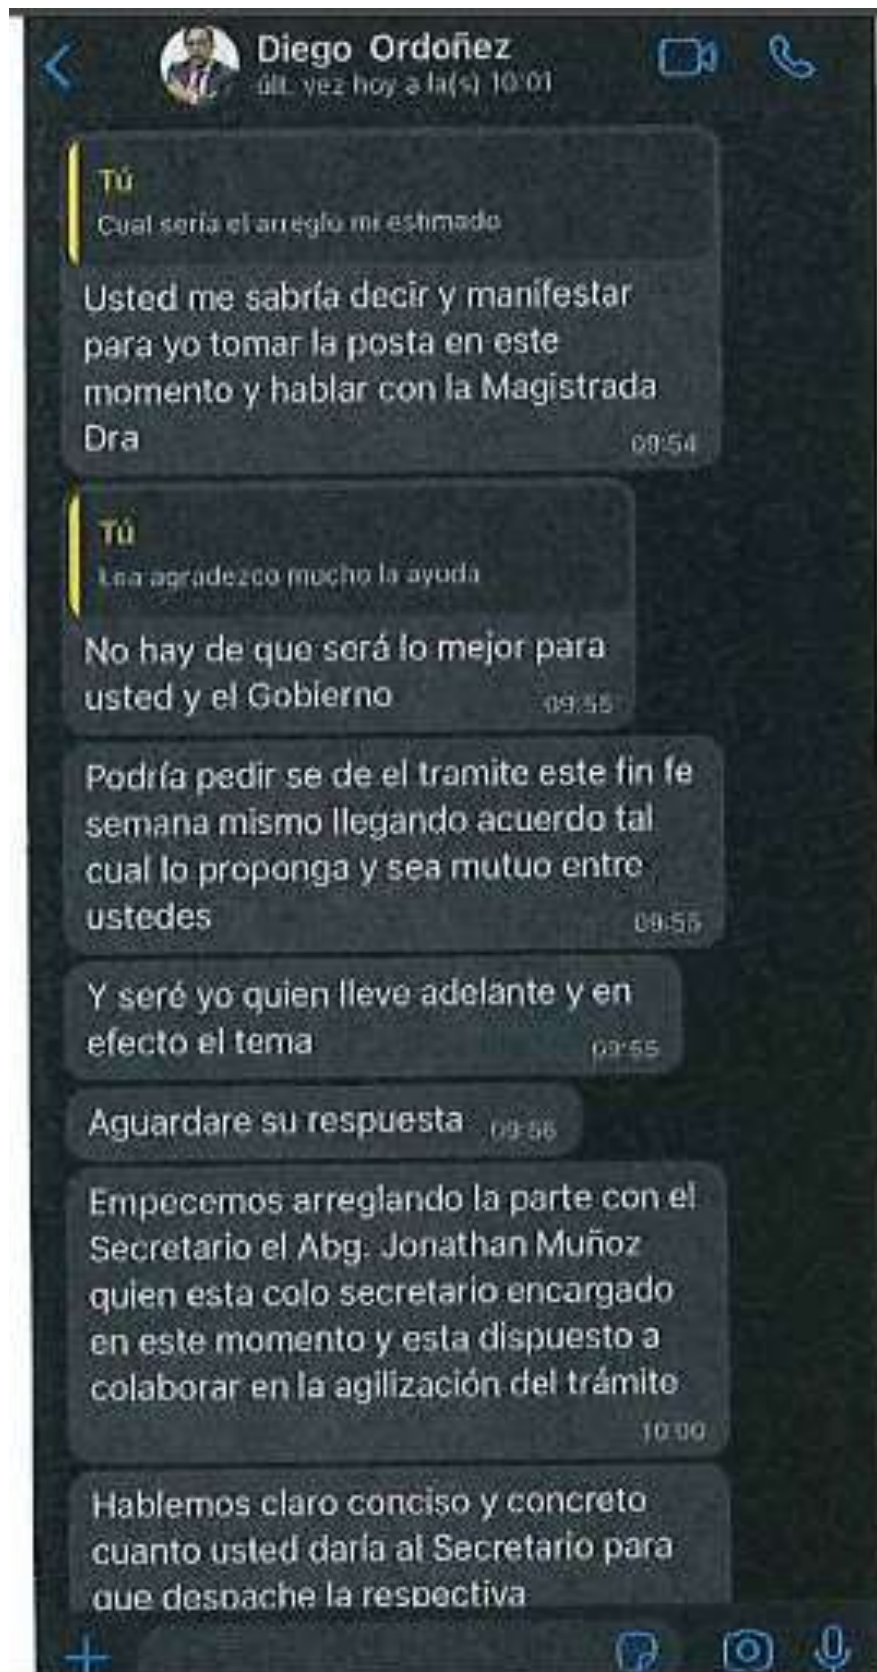 Diego Ordoñez
últ. vez hoy a la(s) 10:01
Tú
Cual sería el arreglo mi estimado
Usted me sabría decir y manifestar
para yo tomar la posta en este
momento y hablar con la Magistrada
Dra
09:54
Tú
Lea agradezco mucho la ayuda
No hay de que será lo mejor para
usted y el Gobierno
09:55
Podría pedir se de el tramite este fin fe
semana mismo llegando acuerdo tal
cual lo proponga y sea mutuo entre
ustedes
09:55
Y seré yo quien lleve adelante y en
efecto el tema
09:55
Aguardare su respuesta
09:56
Empecemos arreglando la parte con el
Secretario el Abg. Jonathan Muñoz
quien esta colo secretario encargado
en este momento y esta dispuesto a
colaborar en la agilización del trámite
10:00
Hablemos claro conciso y concreto
cuanto usted daría al Secretario para
que despache la respectiva